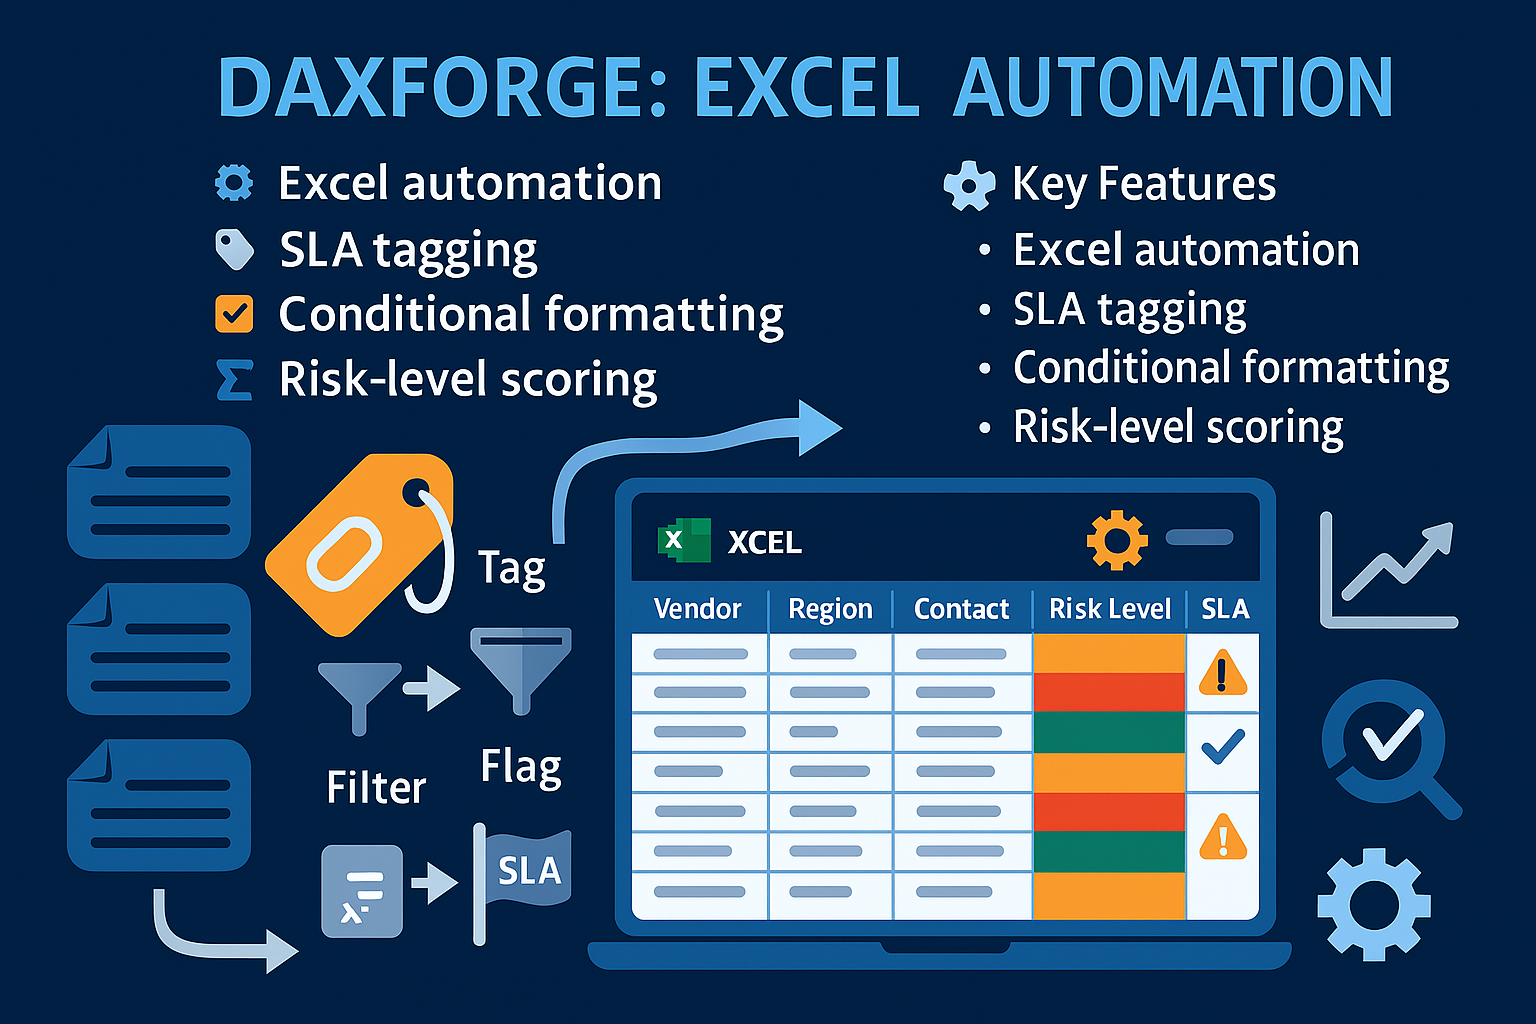 DAXFORGE: EXCEL AUTOMATION
Excel automation
SLA tagging
Conditional formatting
Risk-level scoring
Key Features
• Excel automation
• SLA tagging
• Conditional formatting
• Risk-level scoring
Tag
Filter
Flag
SLA
X XCEL
Vendor Region Contact Risk Level SLA